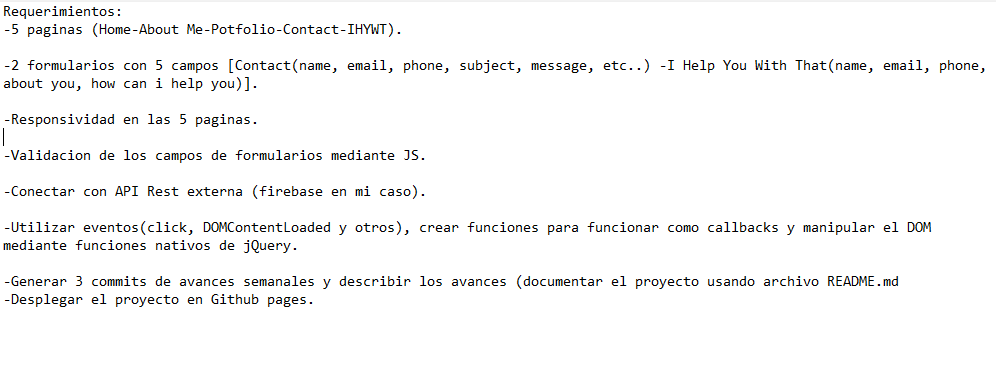 Requerimientos:
-5 paginas (Home-About Me-Potfolio-Contact-IHYWT).
-2 formularios con 5 campos [Contact(name, email, phone, subject, message, etc..) -I Help You With That(name, email, phone,
about you, how can i help you)].
-Responsividad en las 5 paginas.
-Validacion de los campos de formularios mediante JS.
-Conectar con API Rest externa (firebase en mi caso).
-Utilizar eventos(click, DOMContentLoaded y otros), crear funciones para funcionar como callbacks y manipular el DOM
mediante funciones nativos de jQuery.
-Generar 3 commits de avances semanales y describir los avances (documentar el proyecto usando archivo README.md
-Desplegar el proyecto en Github pages.